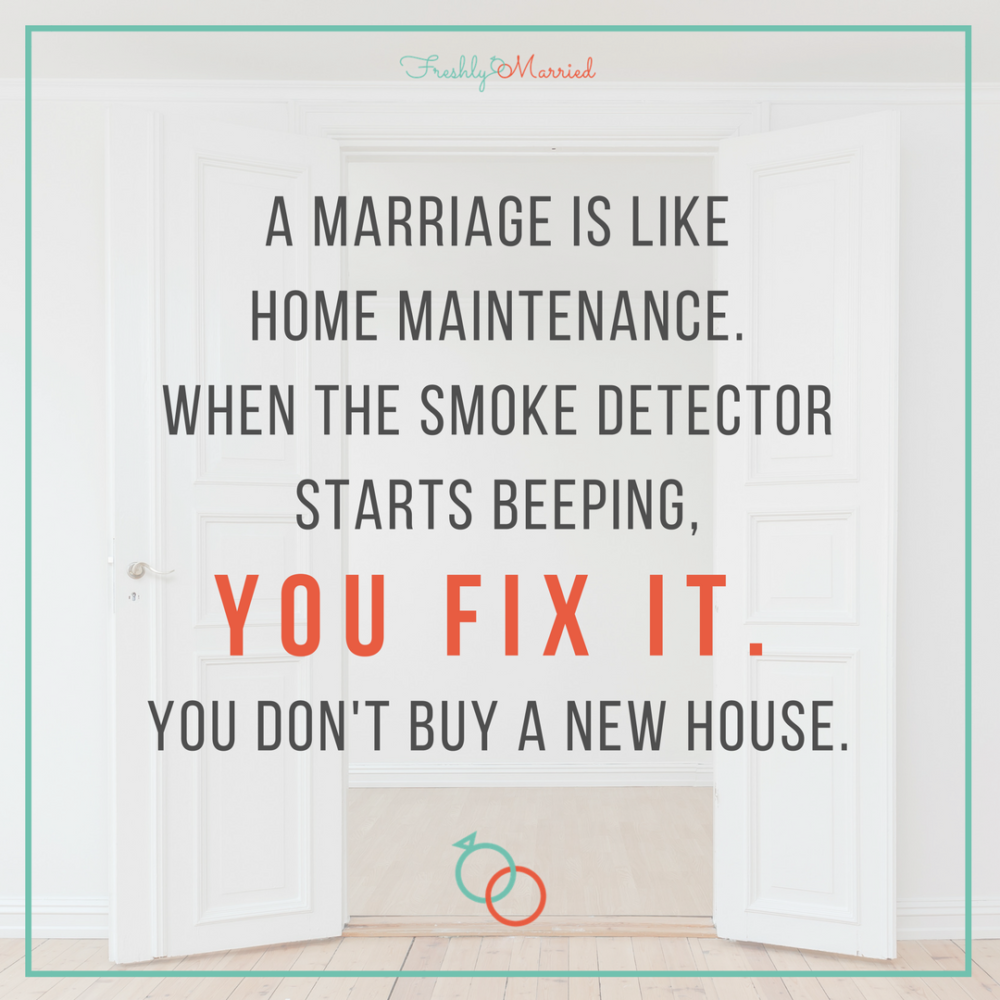 Freshly Married
A MARRIAGE IS LIKE
HOME MAINTENANCE.
WHEN THE SMOKE DETECTOR
STARTS BEEPING,
YOU FIX IT.
YOU DON'T BUY A NEW HOUSE.